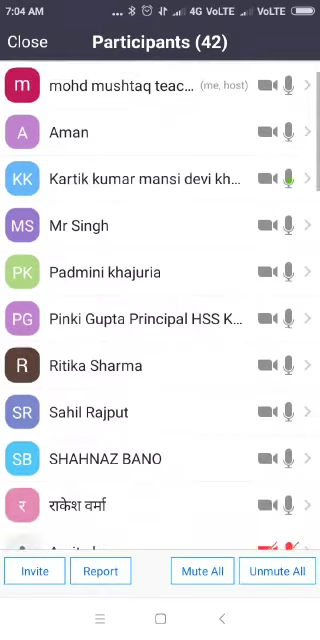 7:04 AM ... 4G VoLTE VoLTE
Close Participants (42)
m mohd mushtaq teac... (me, host)
A Aman
KK Kartik kumar mansi devi kh...
MS Mr Singh
PK Padmini khajuria
PG Pinki Gupta Principal HSS K...
R Ritika Sharma
SR Sahil Rajput
SB SHAHNAZ BANO
र राकेश वर्मा
Invite Report Mute All Unmute All